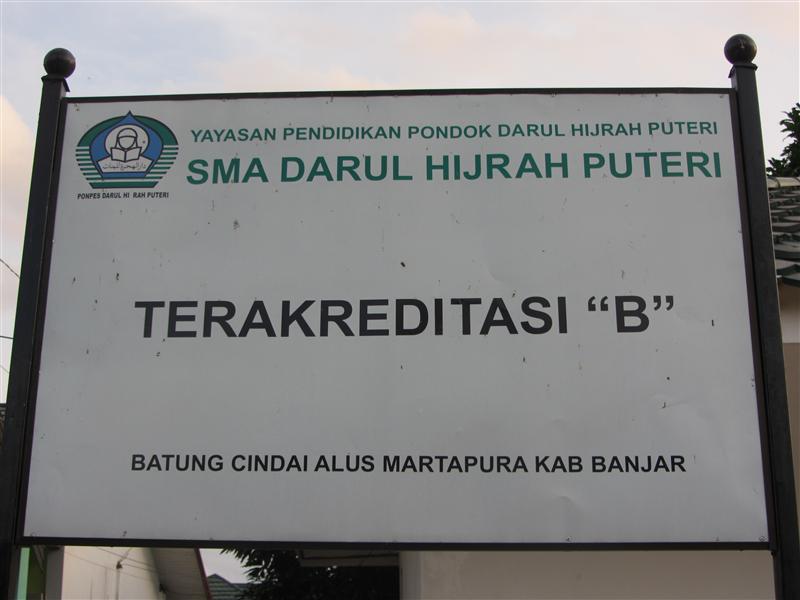 YAYASAN PENDIDIKAN PONDOK DARUL HIJRAH PUTERI
SMA DARUL HIJRAH PUTERI
PONPES DARUL HI RAH PUTERI
TERAKREDITASI “B”
BATUNG CINDAI ALUS MARTAPURA KAB BANJAR